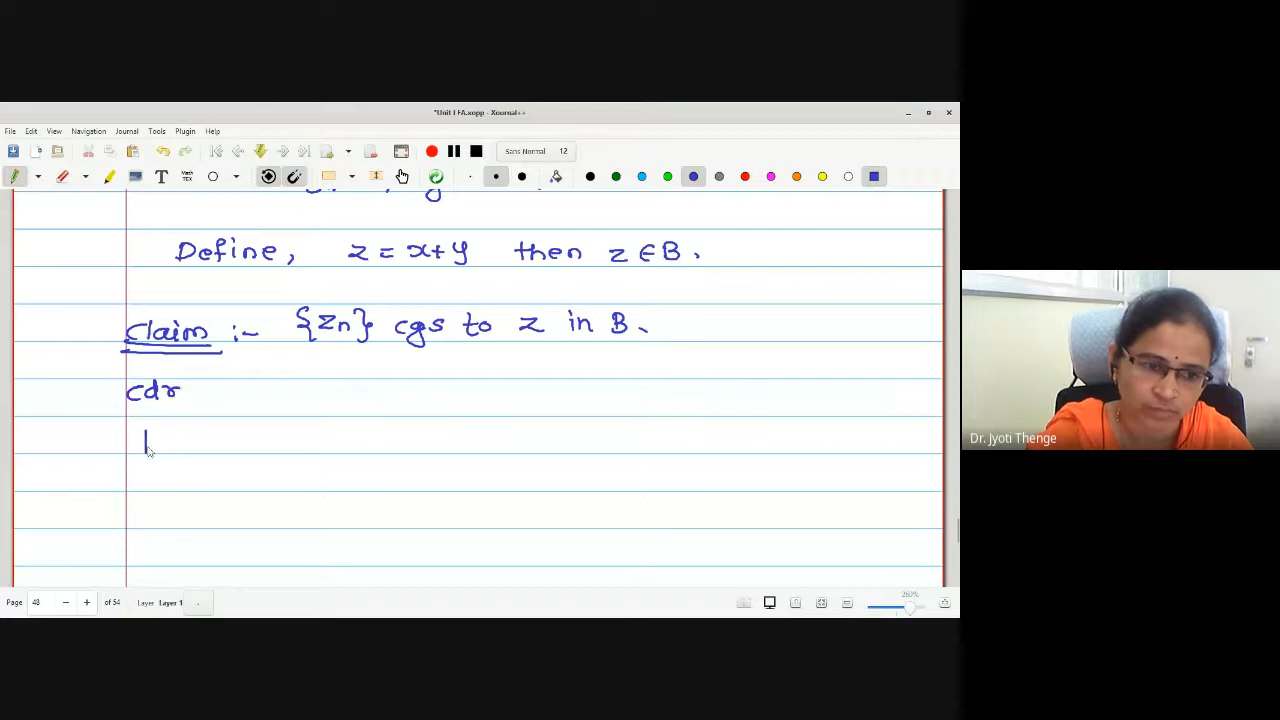 *Unit I FA.xopp - Xournal++
File Edit View Navigation Journal Tools Plugin Help
Sans Normal 12
Define, z = x+y then z ∈ B.
Claim :- {zn} cgs to z in B.
cdr
Dr. Jyoti Thenge
Page 48 of 54 Layer Layer 1
260%